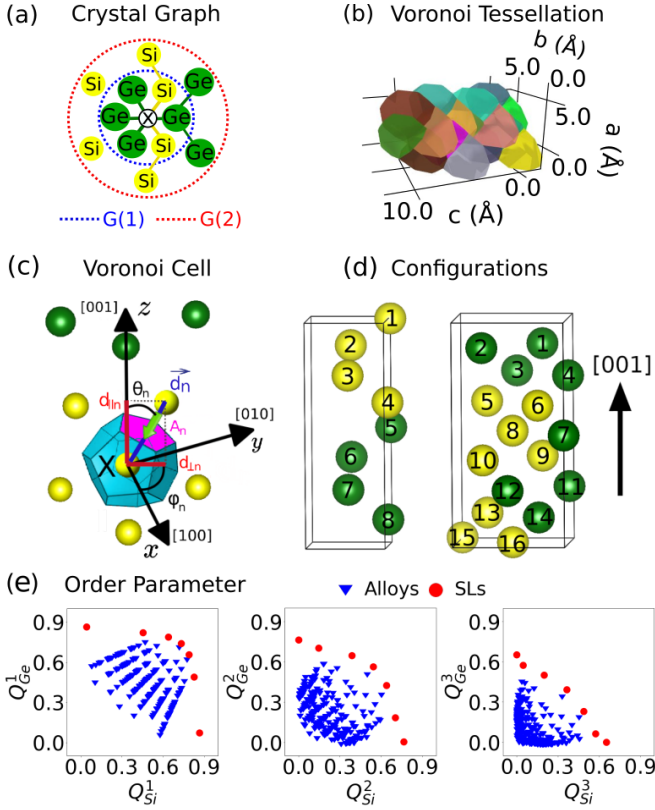 (a) Crystal Graph
Si
Si Si Ge
Ge
Ge X Ge Ge
Ge
Si Si Ge
Si
G(1) G(2)
(b) Voronoi Tessellation
b (Å)
5.0 0.0
5.0
a (Å)
0.0
0.0
10.0 c (Å)
(c) Voronoi Cell
[001] z
θn dn
d∥n
An
[010]
y
X
d⊥n
φn
x [100]
(d) Configurations
1
2
3
4
5
6
7
8
1
2
3
4
5
6
7
8
9
10
11
12
13
14
15
16
[001]
(e) Order Parameter
Alloys SLs
0.9
0.6
0.3
0.0
Q¹Ge
0.0 0.3 0.6 0.9
Q¹Si
0.9
0.6
0.3
0.0
Q²Ge
0.0 0.3 0.6 0.9
Q²Si
0.9
0.6
0.3
0.0
Q³Ge
0.0 0.3 0.6 0.9
Q³Si